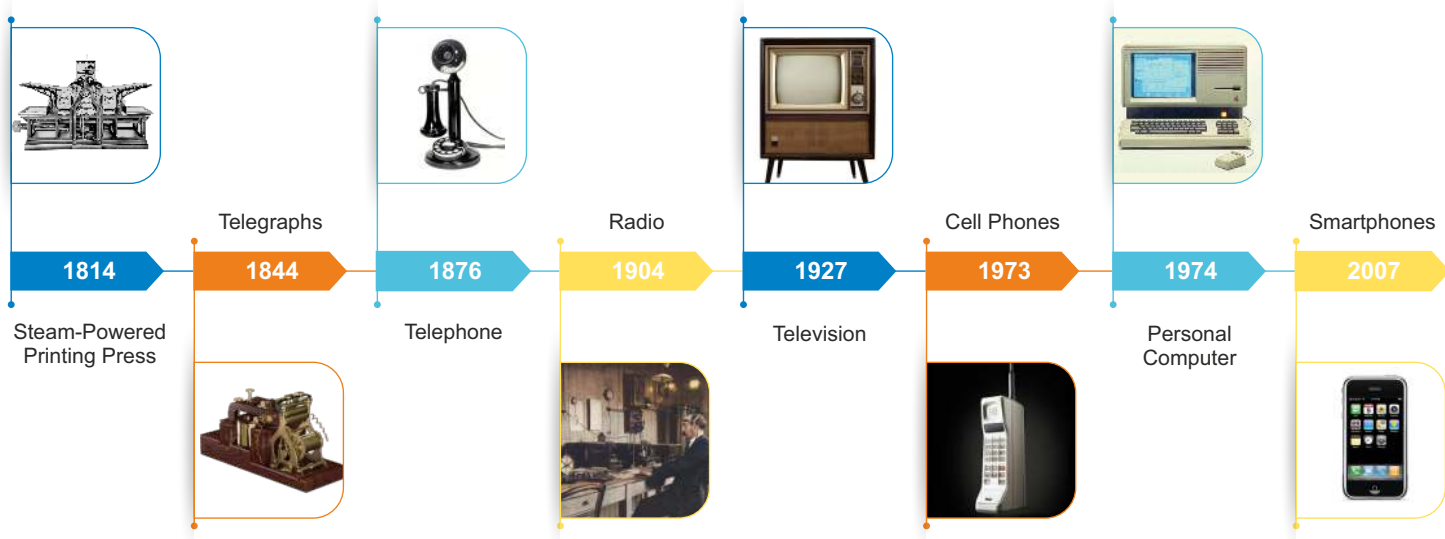 Telegraphs
Radio
Cell Phones
Smartphones
1814
1844
1876
1904
1927
1973
1974
2007
Steam-Powered
Printing Press
Telephone
Television
Personal
Computer